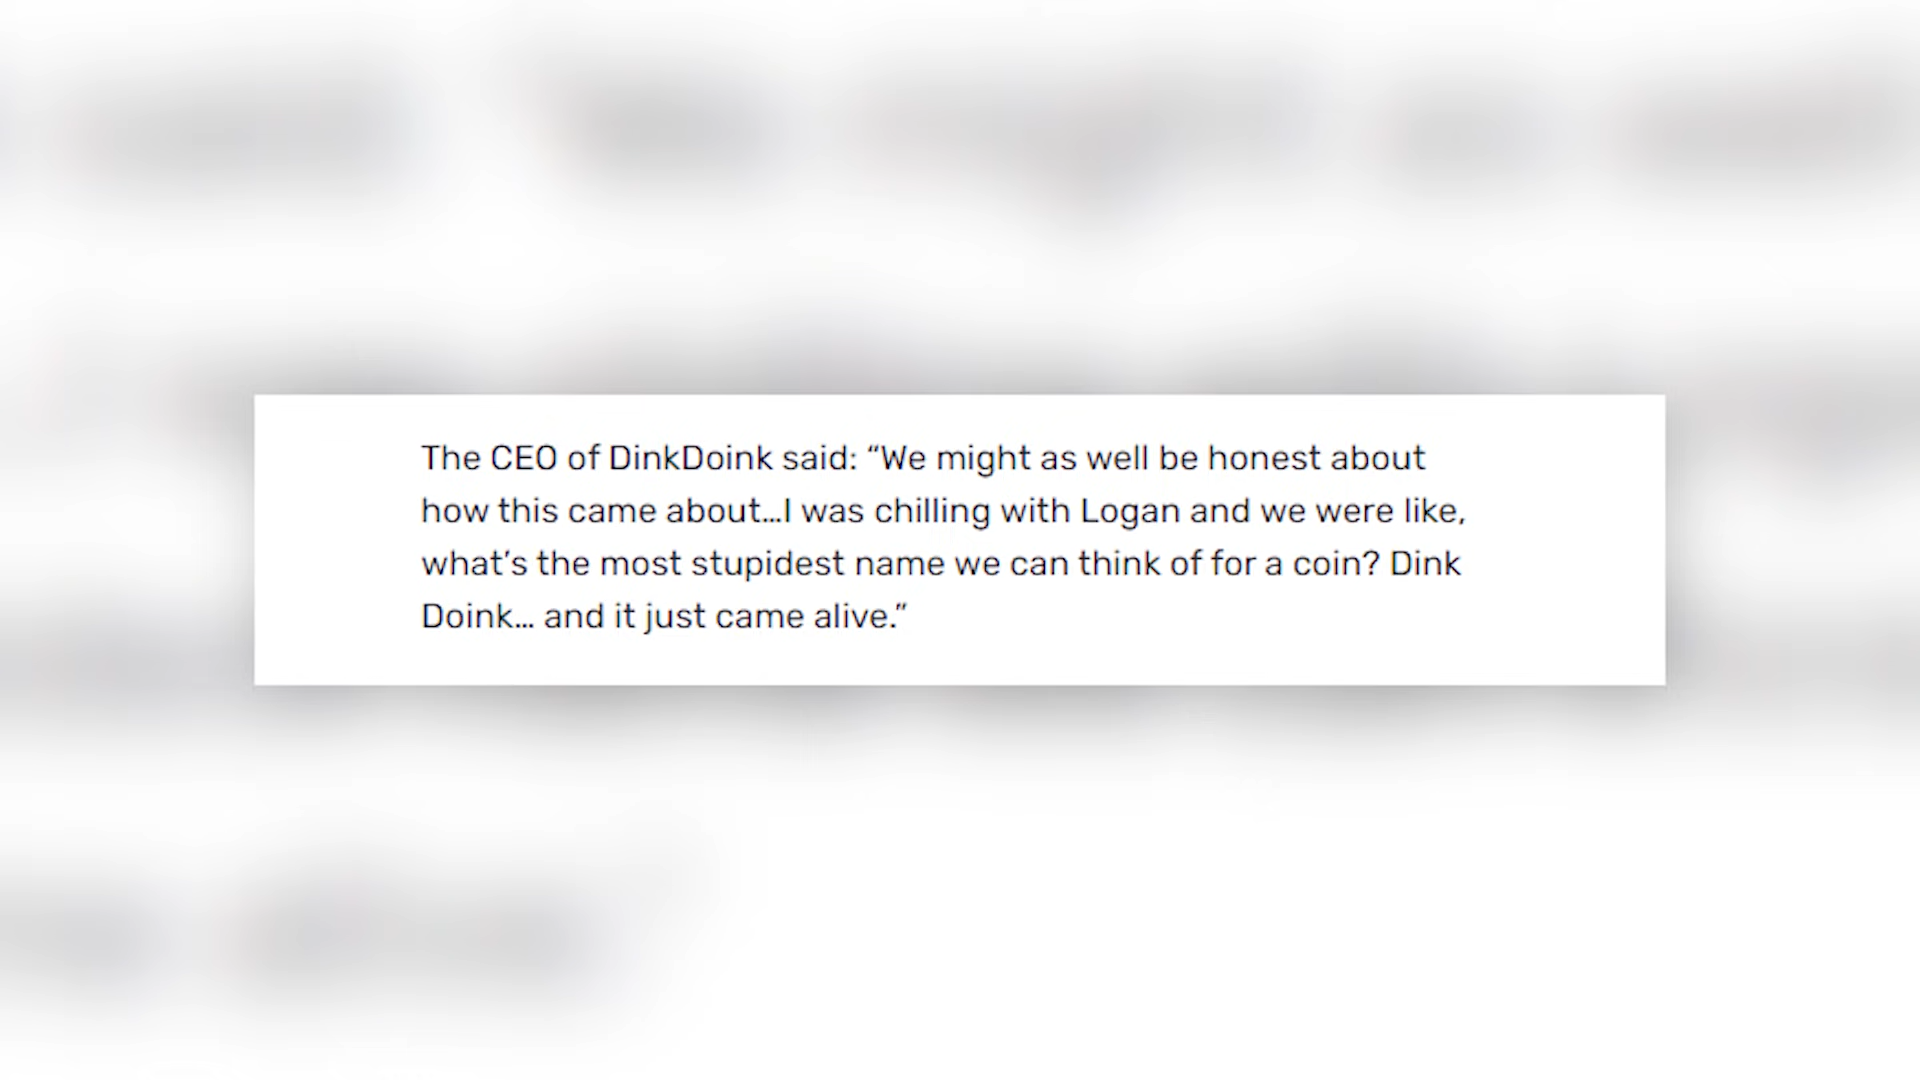 The CEO of DinkDoink said: “We might as well be honest about
how this came about…I was chilling with Logan and we were like,
what’s the most stupidest name we can think of for a coin? Dink
Doink… and it just came alive.”